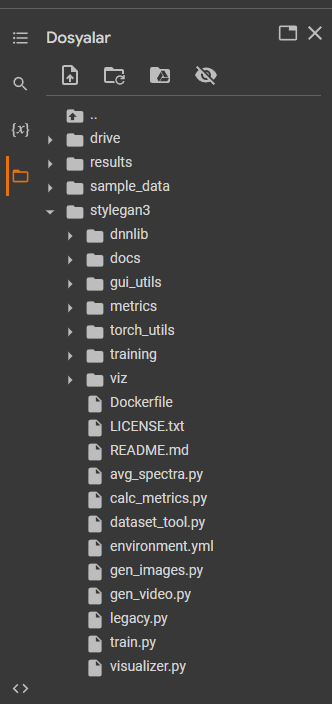 Dosyalar
{x}
..
drive
results
sample_data
stylegan3
dnnlib
docs
gui_utils
metrics
torch_utils
training
viz
Dockerfile
LICENSE.txt
README.md
avg_spectra.py
calc_metrics.py
dataset_tool.py
environment.yml
gen_images.py
gen_video.py
legacy.py
train.py
visualizer.py